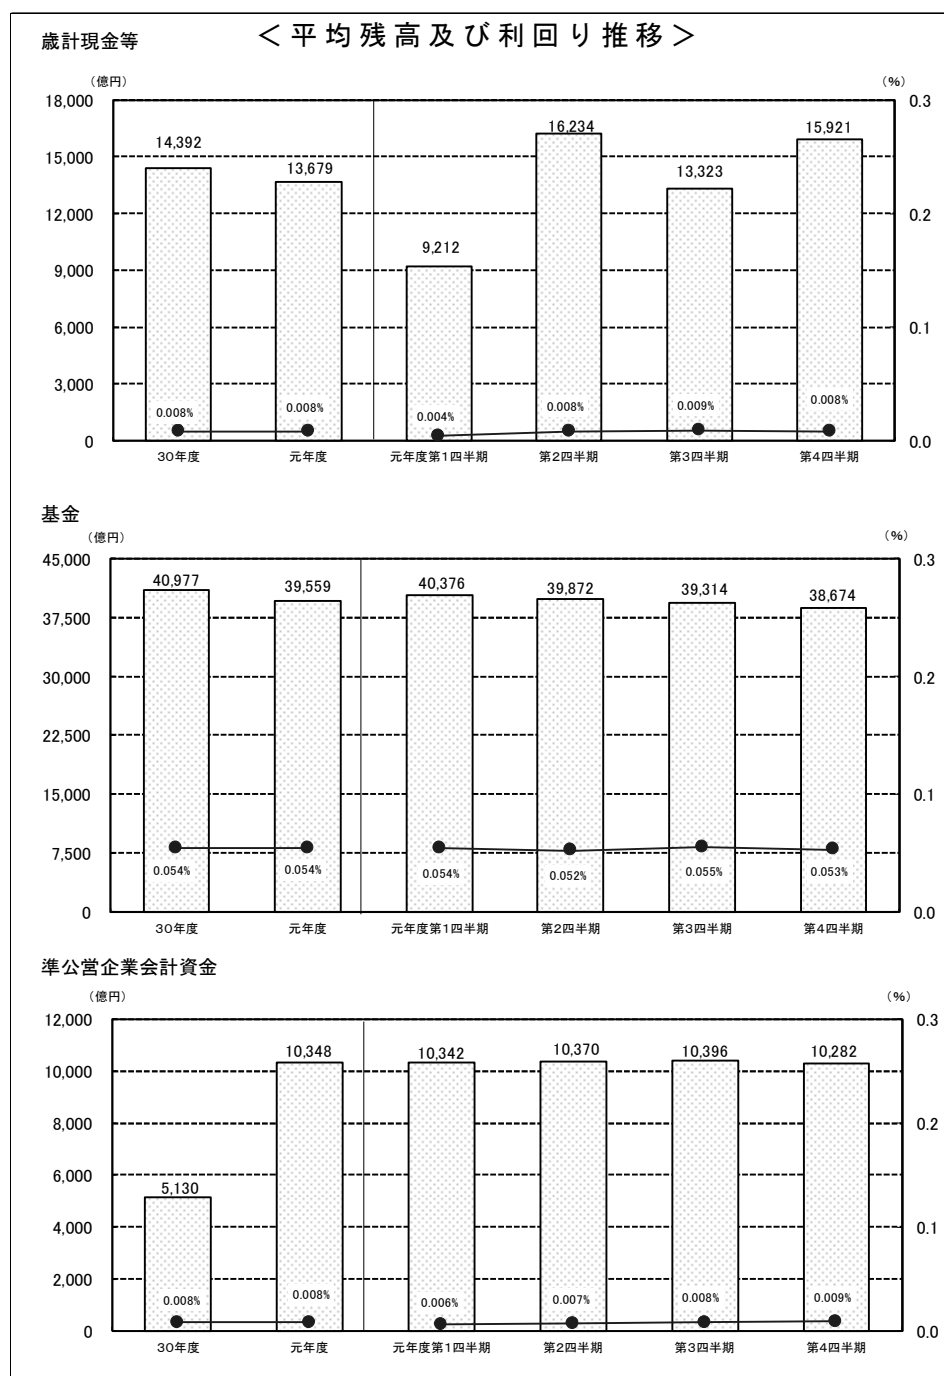 ＜平均残高及び利回り推移＞
歳計現金等
（億円） （％）
18,000 0.3
16,234 15,921
14,392
15,000
13,679 13,323
12,000 0.2
9,212
9,000
6,000 0.1
3,000
0.008% 0.008% 0.004% 0.008% 0.009% 0.008%
0 0.0
30年度 元年度 元年度第1四半期 第2四半期 第3四半期 第4四半期
基金
（億円） （％）
45,000 0.3
40,977 39,559 40,376 39,872 39,314 38,674
37,500
30,000 0.2
22,500
15,000 0.1
7,500
0.054% 0.054% 0.054% 0.052% 0.055% 0.053%
0 0.0
30年度 元年度 元年度第1四半期 第2四半期 第3四半期 第4四半期
準公営企業会計資金
（億円） （％）
12,000 0.3
10,348 10,342 10,370 10,396 10,282
10,000
8,000 0.2
6,000
5,130
4,000 0.1
2,000
0.008% 0.008% 0.006% 0.007% 0.008% 0.009%
0 0.0
30年度 元年度 元年度第1四半期 第2四半期 第3四半期 第4四半期